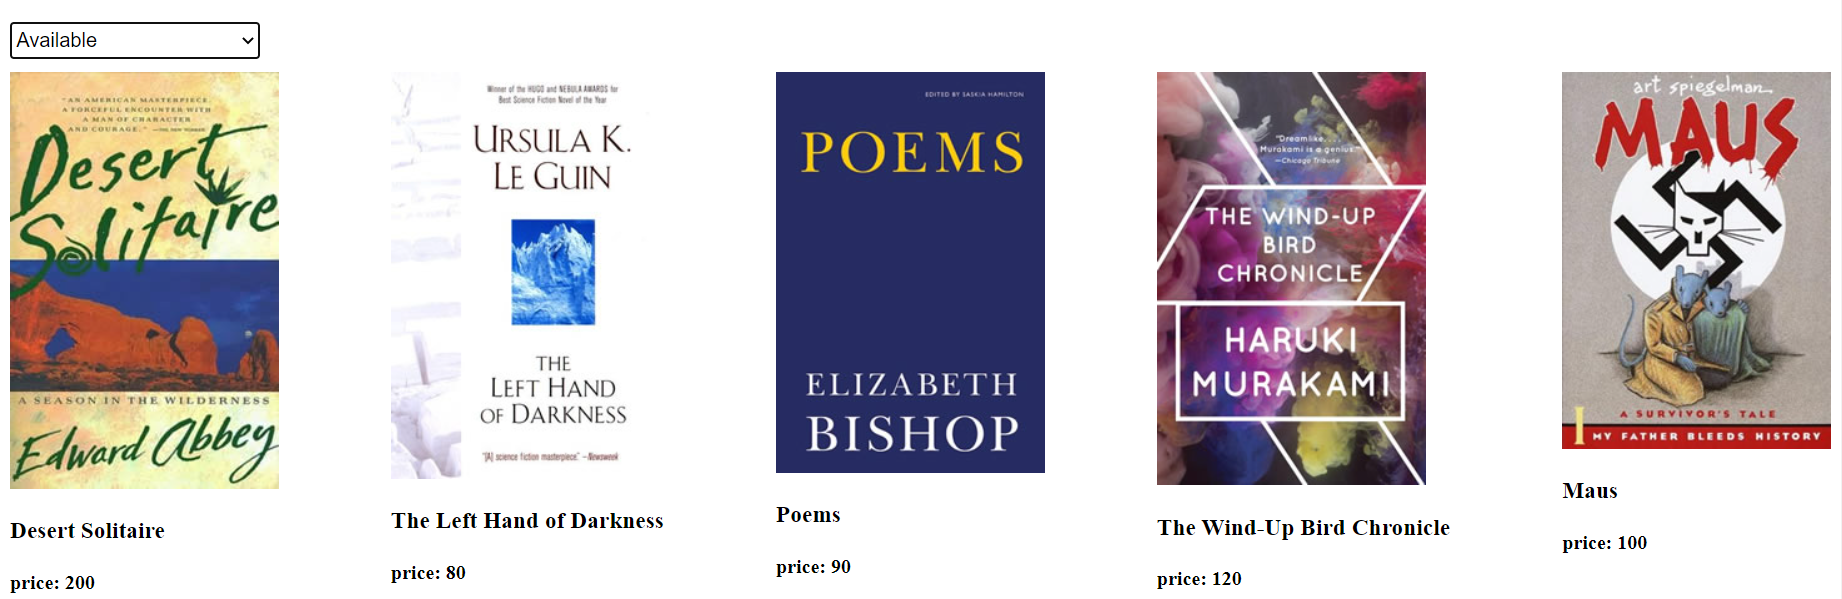 Available
"AN AMERICAN MASTERPIECE.
A FORCEFUL ENCOUNTER WITH
A MAN OF CHARACTER
AND COURAGE." —THE NEW YORKER
Desert
Solitaire
A SEASON IN THE WILDERNESS
Edward Abbey
Desert Solitaire
price: 200
Winner of the HUGO and NEBULA AWARDS for
Best Science Fiction Novel of the Year
URSULA K.
LE GUIN
THE
LEFT HAND
OF DARKNESS
"[A] science fiction masterpiece." –Newsweek
The Left Hand of Darkness
price: 80
EDITED BY SASKIA HAMILTON
POEMS
ELIZABETH
BISHOP
Poems
price: 90
"Dreamlike. . . .
Murakami is a genius."
—Chicago Tribune
THE WIND-UP
BIRD
CHRONICLE
HARUKI
MURAKAMI
The Wind-Up Bird Chronicle
price: 120
art spiegelman
MAUS
I
A SURVIVOR'S TALE
MY FATHER BLEEDS HISTORY
Maus
price: 100